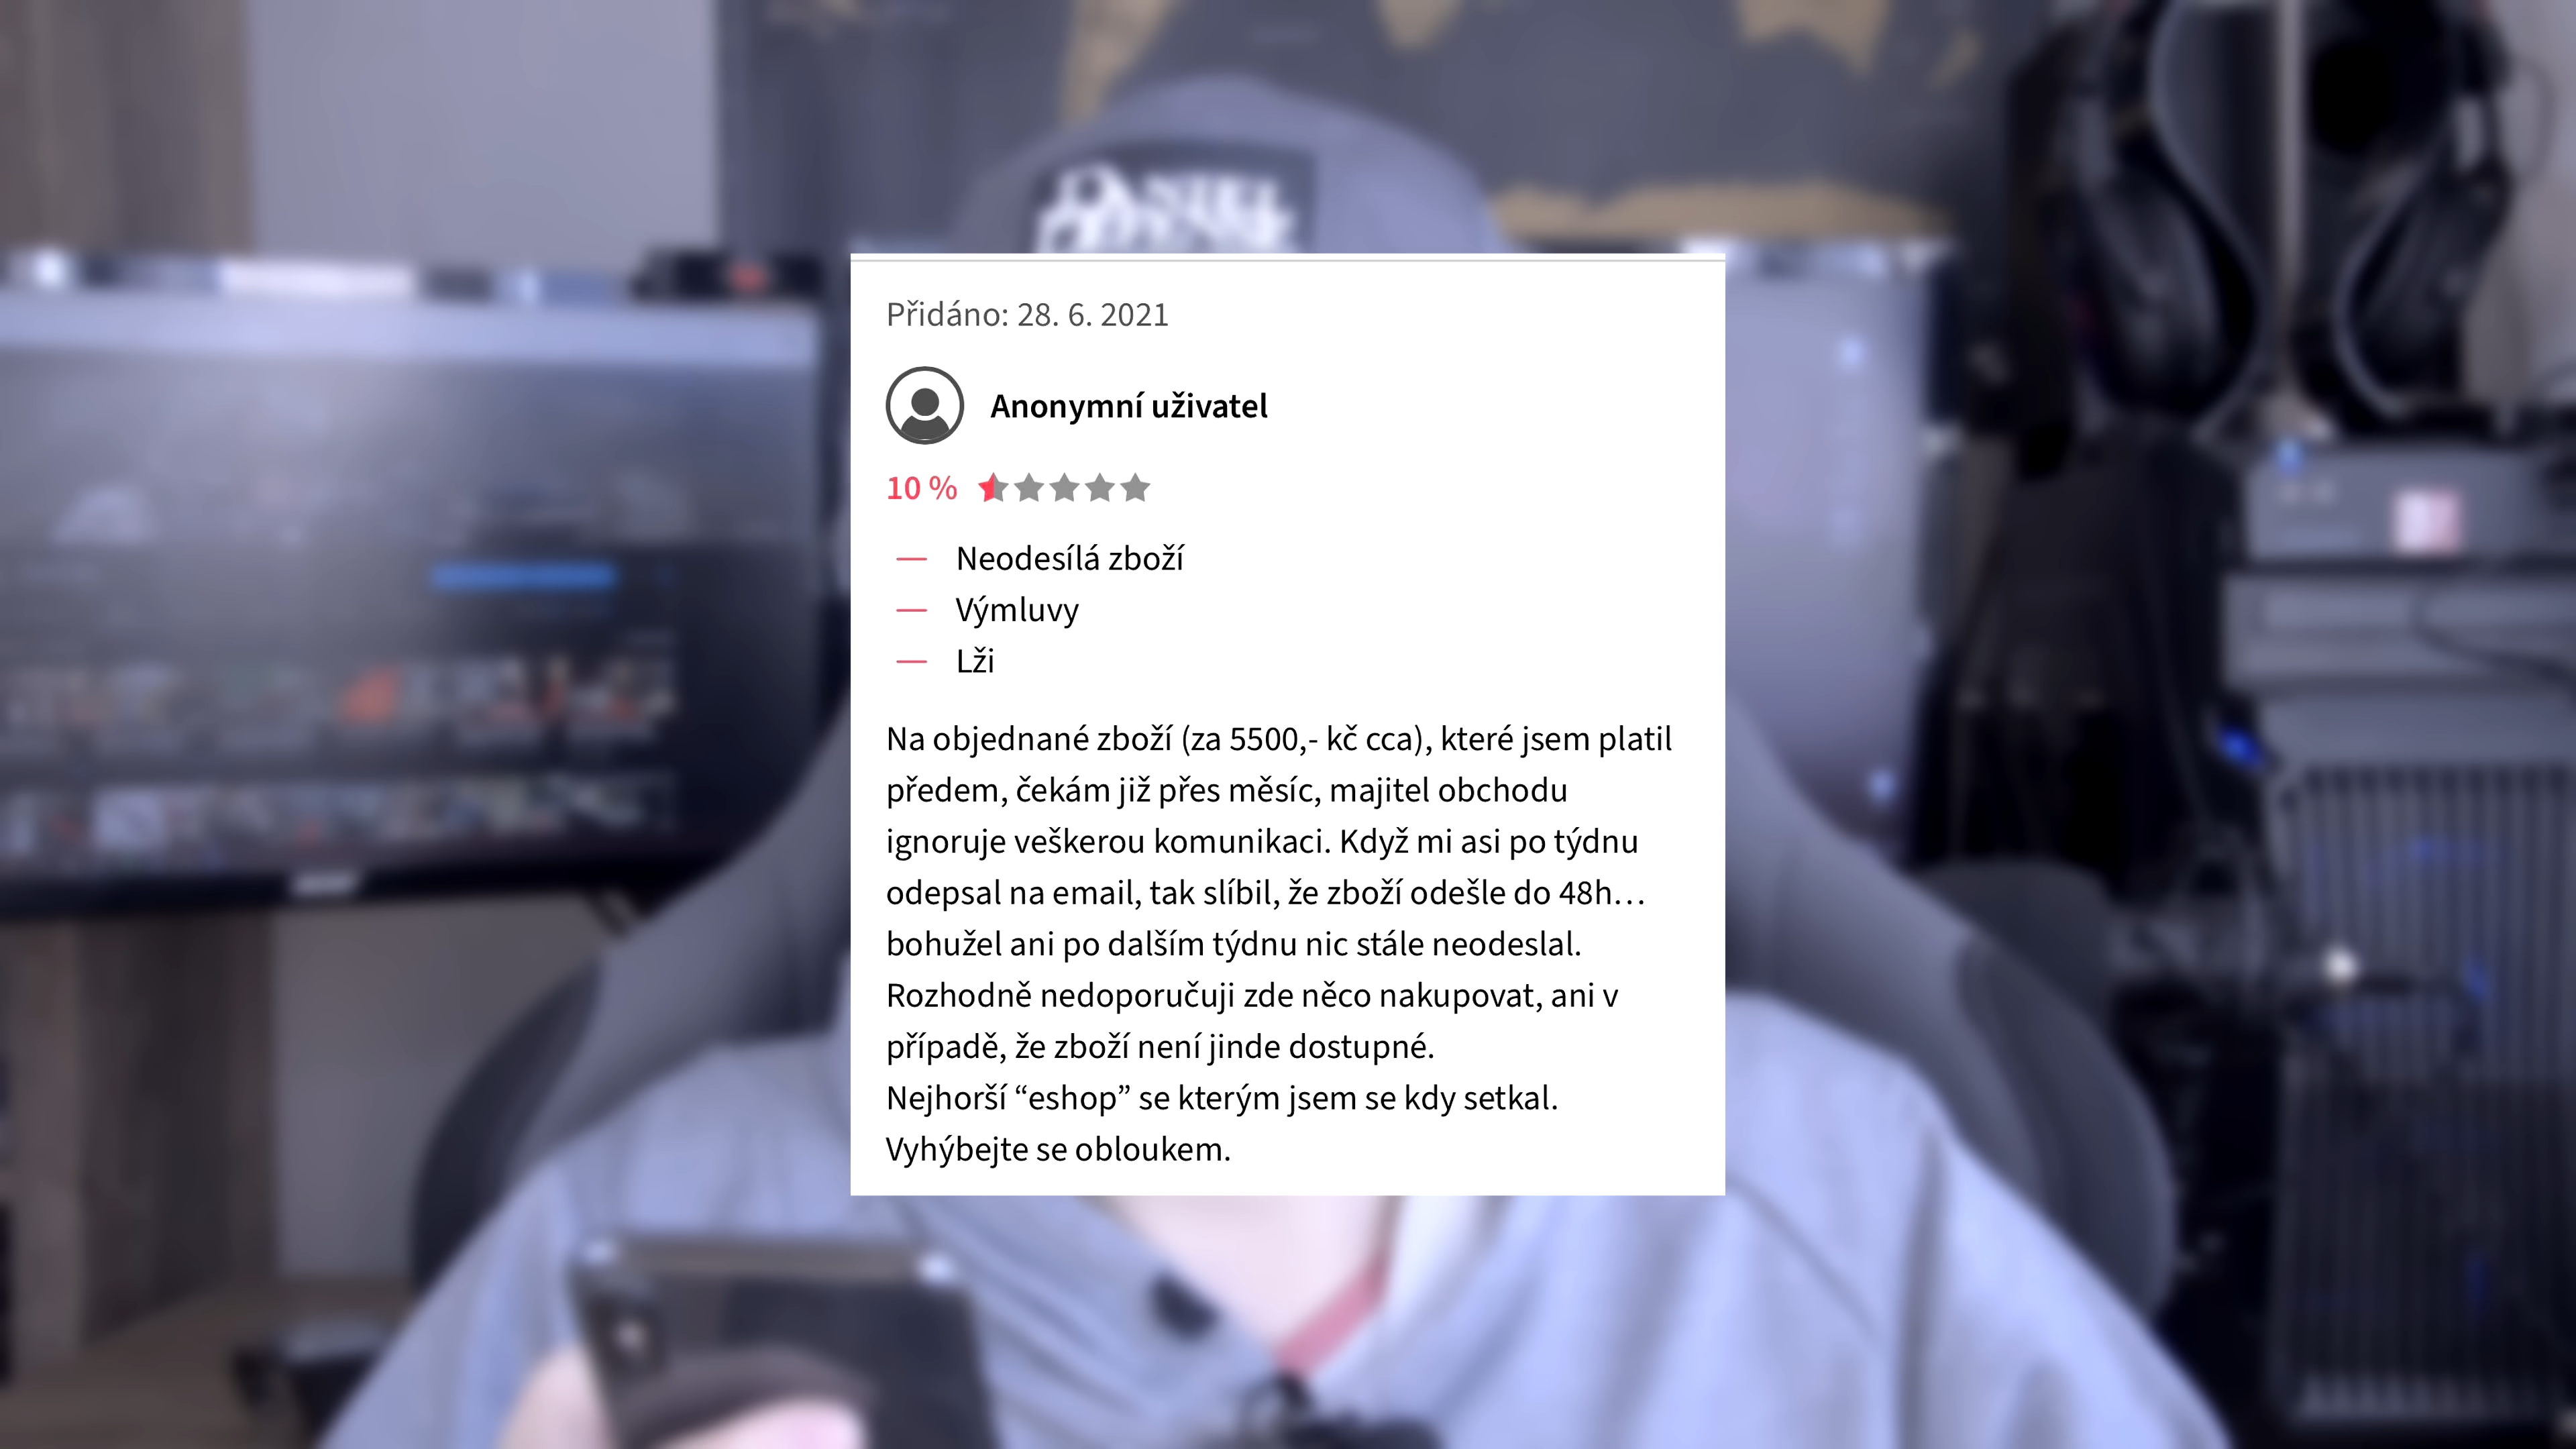 Přidáno: 28. 6. 2021
Anonymní uživatel
10 %
— Neodesílá zboží
— Výmluvy
— Lži
Na objednané zboží (za 5500,- kč cca), které jsem platil
předem, čekám již přes měsíc, majitel obchodu
ignoruje veškerou komunikaci. Když mi asi po týdnu
odepsal na email, tak slíbil, že zboží odešle do 48h…
bohužel ani po dalším týdnu nic stále neodeslal.
Rozhodně nedoporučuji zde něco nakupovat, ani v
případě, že zboží není jinde dostupné.
Nejhorší “eshop” se kterým jsem se kdy setkal.
Vyhýbejte se obloukem.